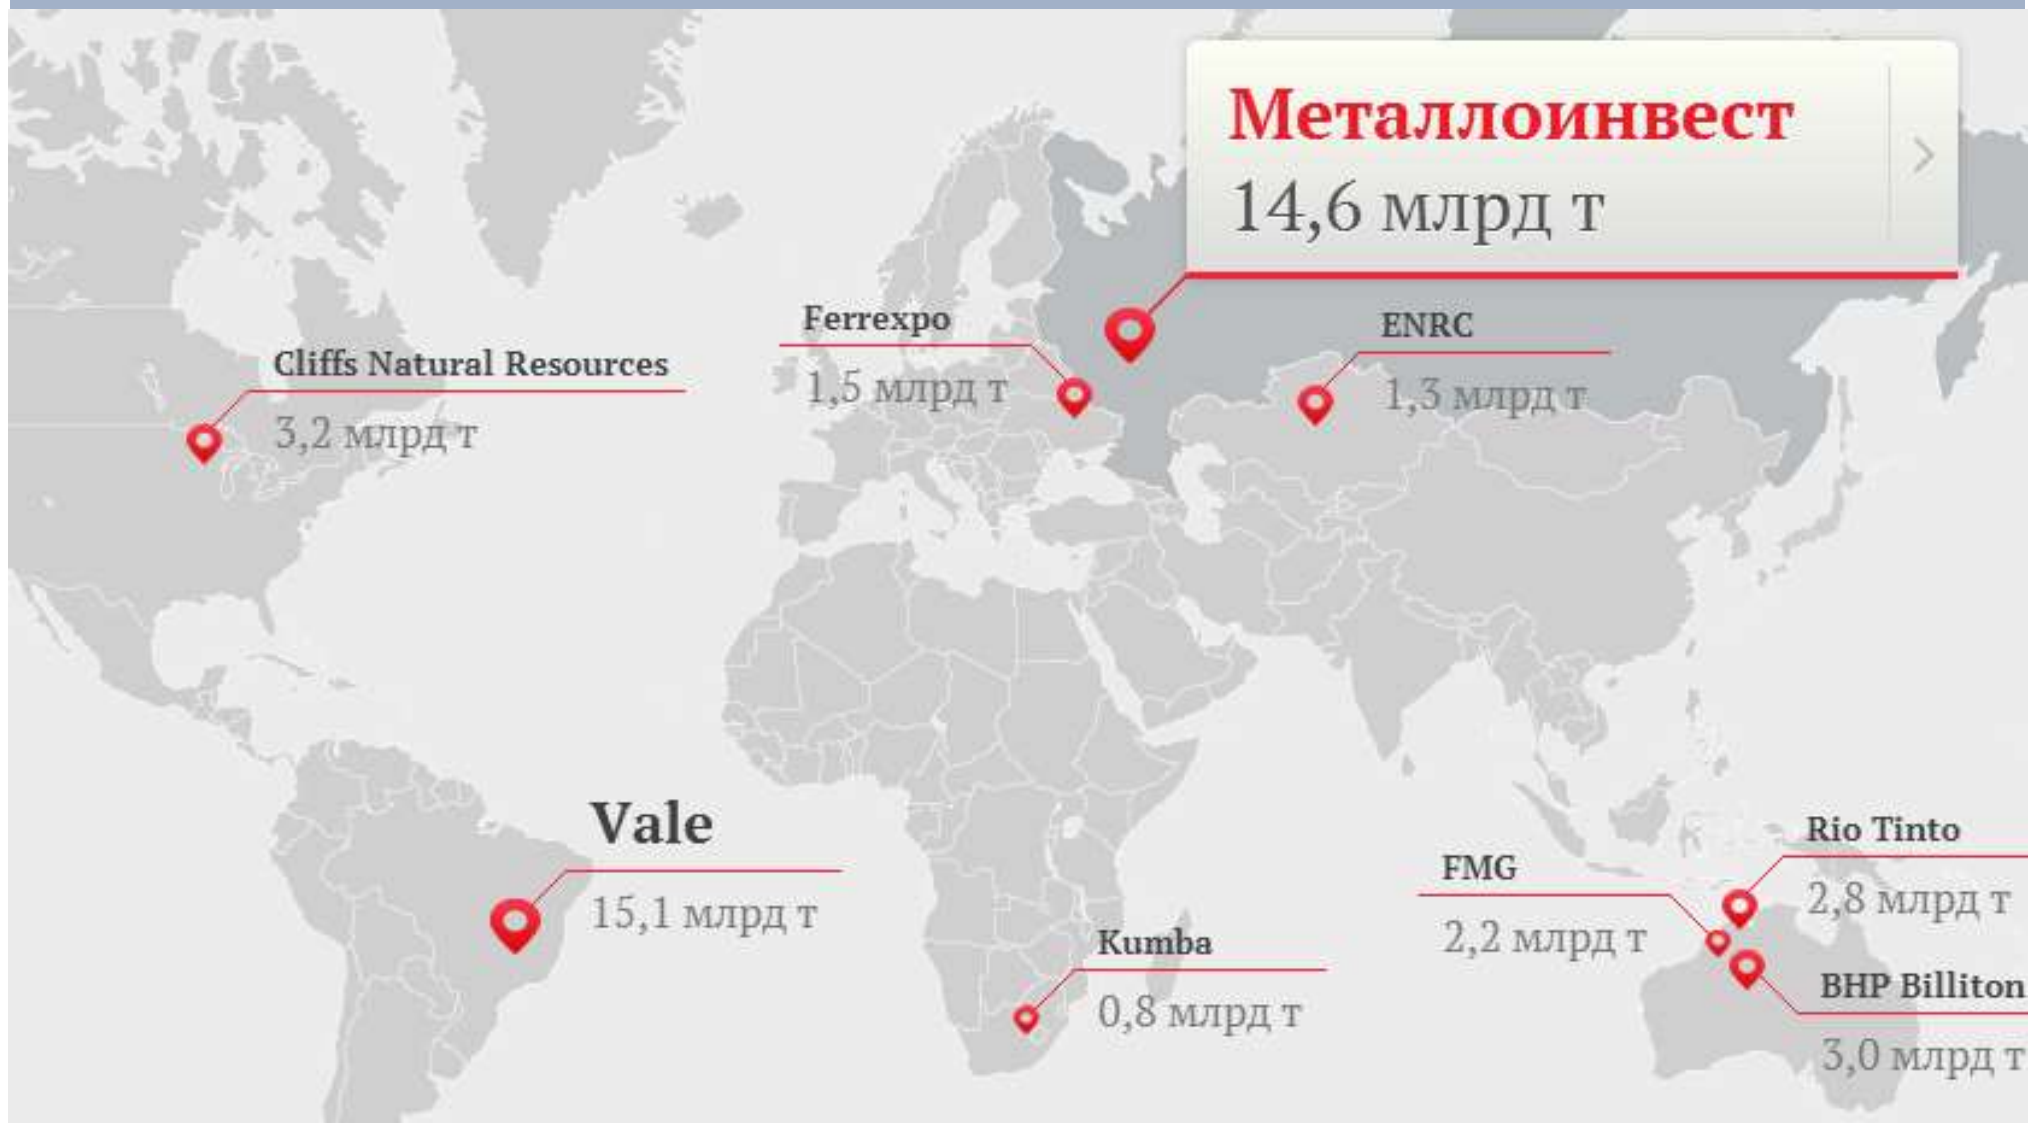 Металлоинвест
14,6 млрд т
Ferrexpo
1,5 млрд т
ENRC
1,3 млрд т
Cliffs Natural Resources
3,2 млрд т
Vale
15,1 млрд т
Kumba
0,8 млрд т
FMG
2,2 млрд т
Rio Tinto
2,8 млрд т
BHP Billiton
3,0 млрд т